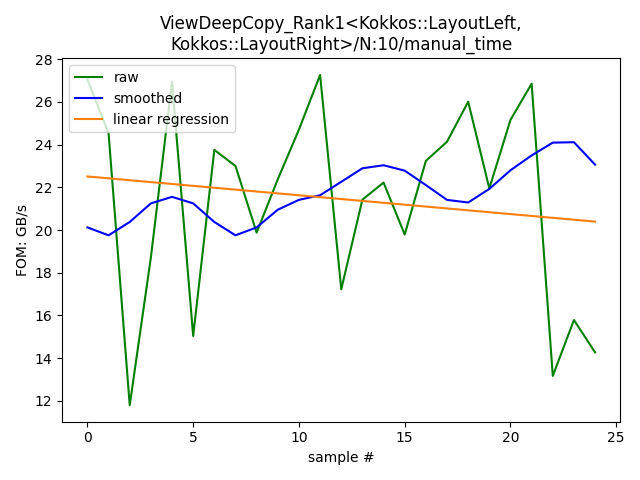 ViewDeepCopy_Rank1<Kokkos::LayoutLeft,
Kokkos::LayoutRight>/N:10/manual_time
raw
smoothed
linear regression
FOM: GB/s
28
26
24
22
20
18
16
14
12
0
5
10
15
20
25
sample #